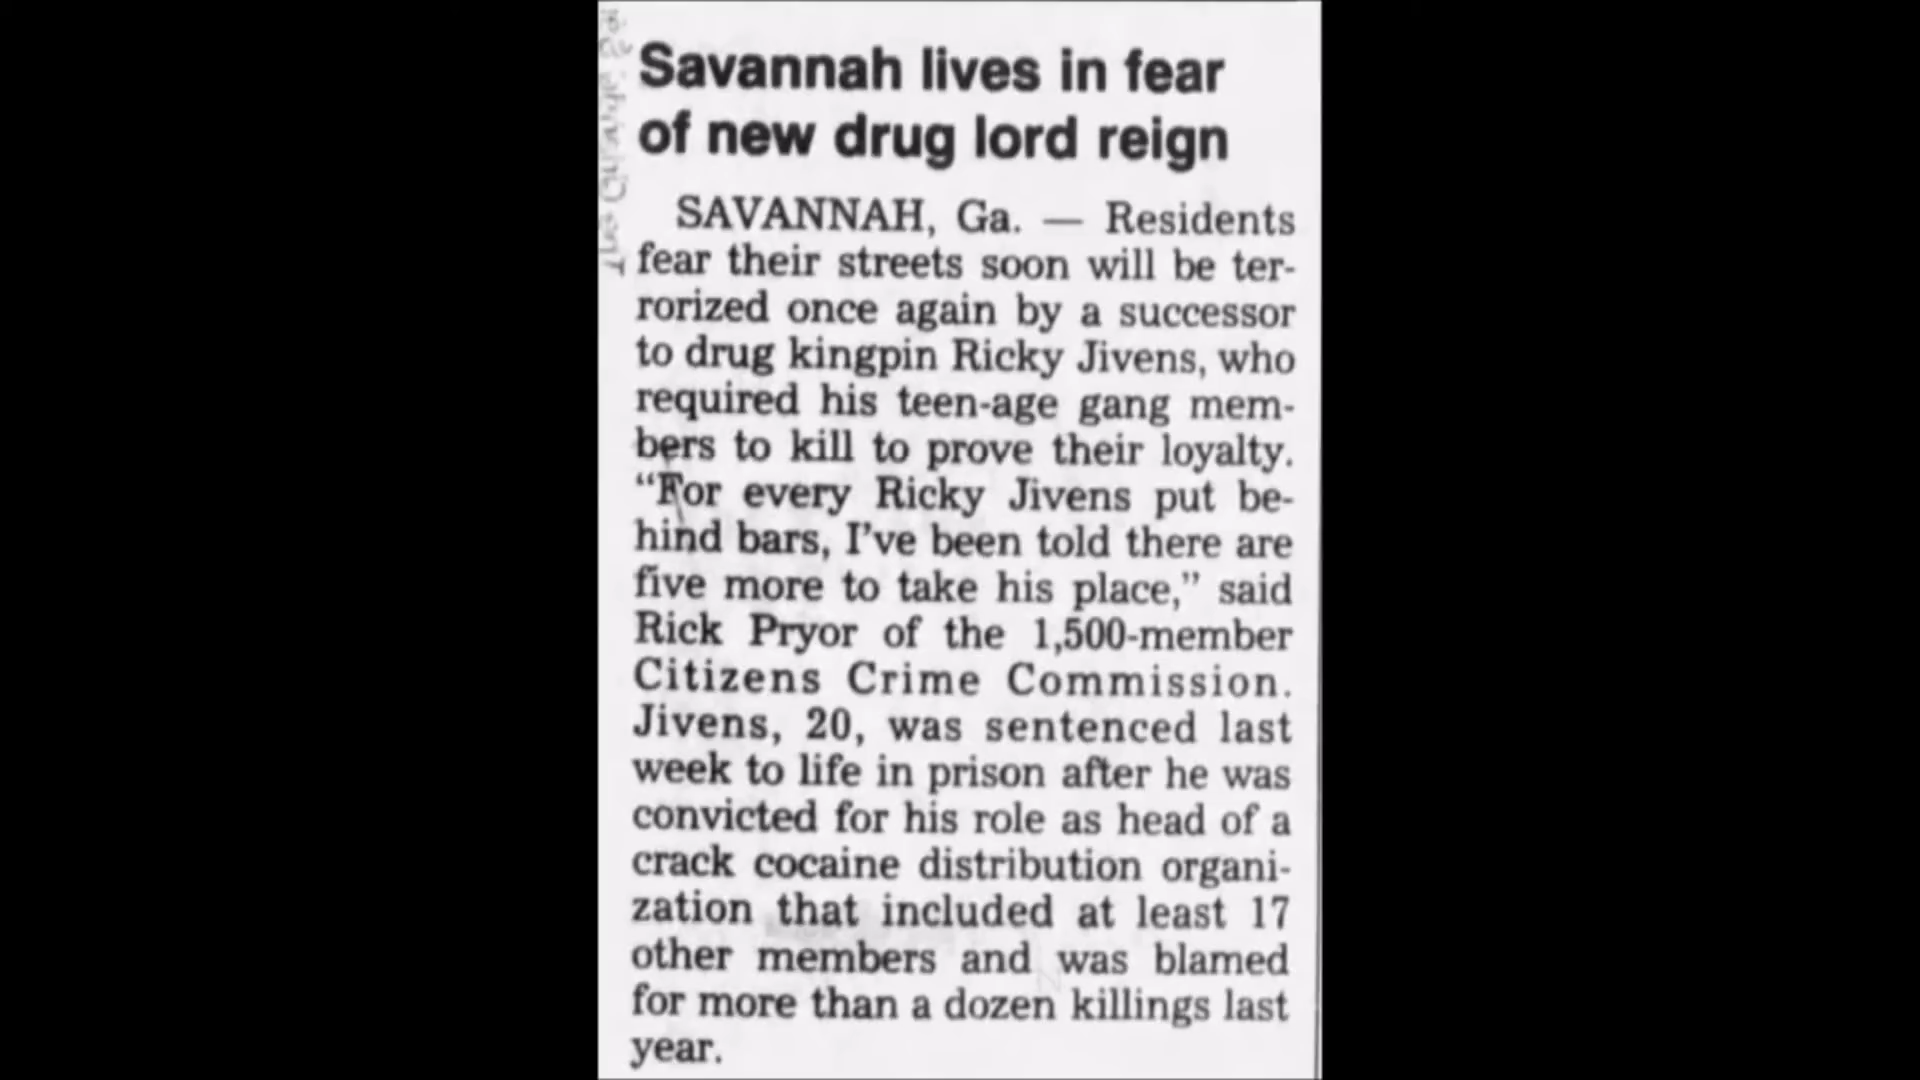 Savannah lives in fear
of new drug lord reign
SAVANNAH, Ga. — Residents
fear their streets soon will be ter-
rorized once again by a successor
to drug kingpin Ricky Jivens, who
required his teen-age gang mem-
bers to kill to prove their loyalty.
“For every Ricky Jivens put be-
hind bars, I’ve been told there are
five more to take his place,” said
Rick Pryor of the 1,500-member
Citizens Crime Commission.
Jivens, 20, was sentenced last
week to life in prison after he was
convicted for his role as head of a
crack cocaine distribution organi-
zation that included at least 17
other members and was blamed
for more than a dozen killings last
year.